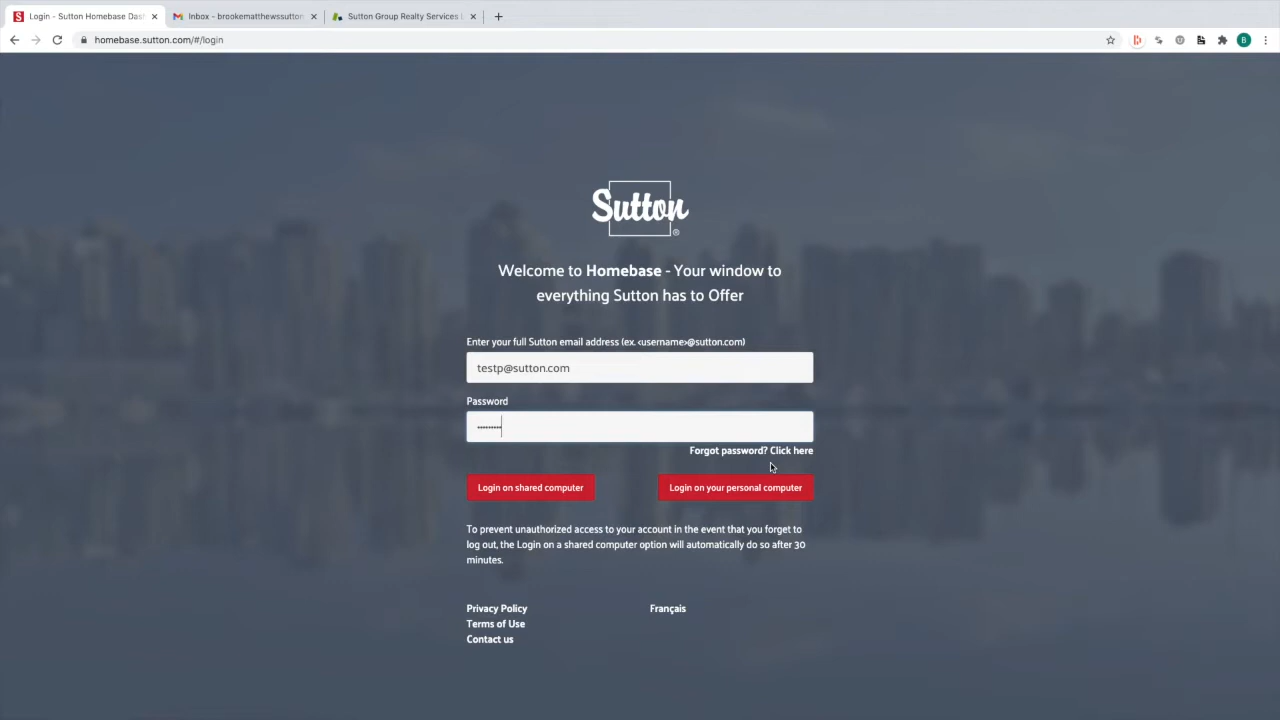 Login - Sutton Homebase Das
Inbox - brookematthewssutton
Sutton Group Realty Services L
homebase.sutton.com/#/login
B
Sutton®
Welcome to Homebase - Your window to
everything Sutton has to Offer
Enter your full Sutton email address (ex. <username>@sutton.com)
testp@sutton.com
Password
•••••••••
Forgot password? Click here
Login on shared computer
Login on your personal computer
To prevent unauthorized access to your account in the event that you forget to
log out, the Login on a shared computer option will automatically do so after 30
minutes.
Privacy Policy
Français
Terms of Use
Contact us